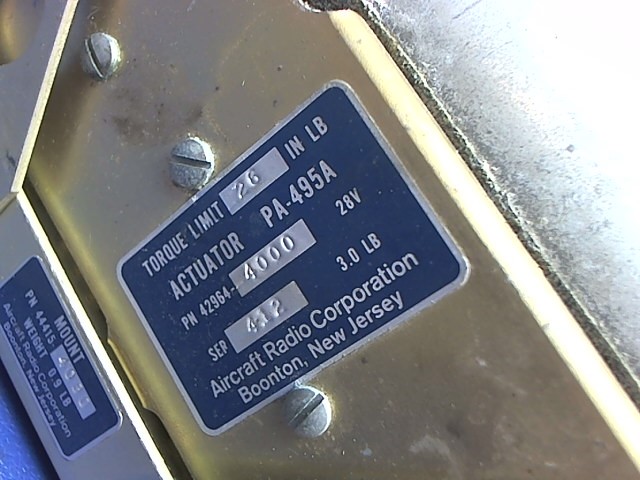 TORQUE LIMIT 26 IN LB
ACTUATOR PA-495A
PN 42964-4000 28V
SER 412 3.0 LB
Aircraft Radio Corporation
Boonton, New Jersey
MOUNT
PN 44415
WEIGHT 0.9 LB
Aircraft Radio Corporation
Boonton, New Jersey